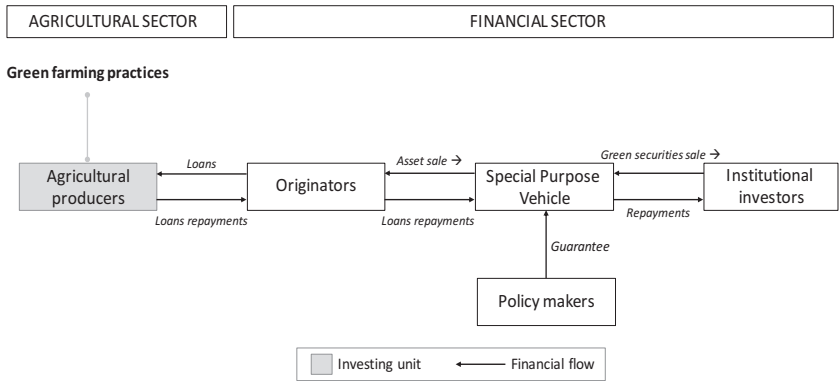 AGRICULTURAL SECTOR
FINANCIAL SECTOR
Green farming practices
Loans
Asset sale →
Green securities sale →
Agricultural
producers
Originators
Special Purpose
Vehicle
Institutional
investors
Loans repayments
Loans repayments
Repayments
Guarantee
Policy makers
Investing unit
Financial flow